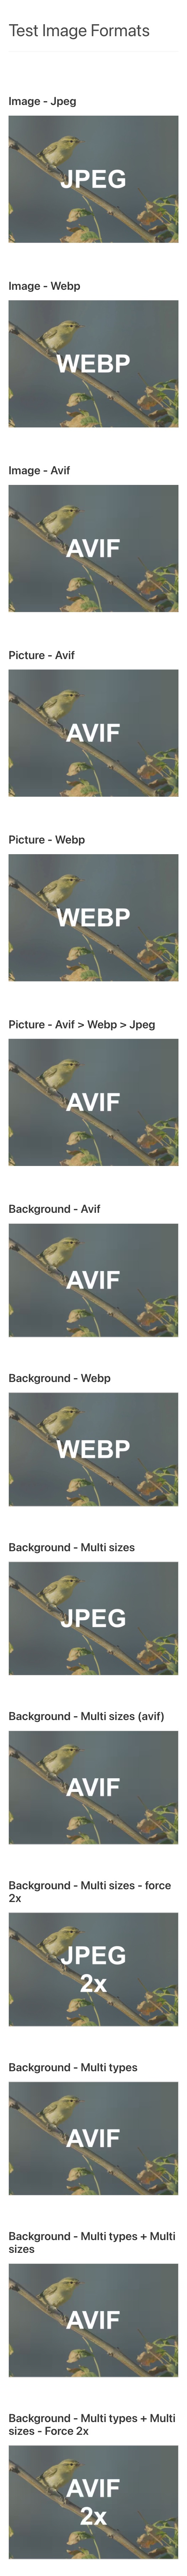 Test Image Formats
Image - Jpeg
JPEG
Image - Webp
WEBP
Image - Avif
AVIF
Picture - Avif
AVIF
Picture - Webp
WEBP
Picture - Avif > Webp > Jpeg
AVIF
Background - Avif
AVIF
Background - Webp
WEBP
Background - Multi sizes
JPEG
Background - Multi sizes (avif)
AVIF
Background - Multi sizes - force
2x
JPEG
2x
Background - Multi types
AVIF
Background - Multi types + Multi
sizes
AVIF
Background - Multi types + Multi
sizes - Force 2x
AVIF
2x